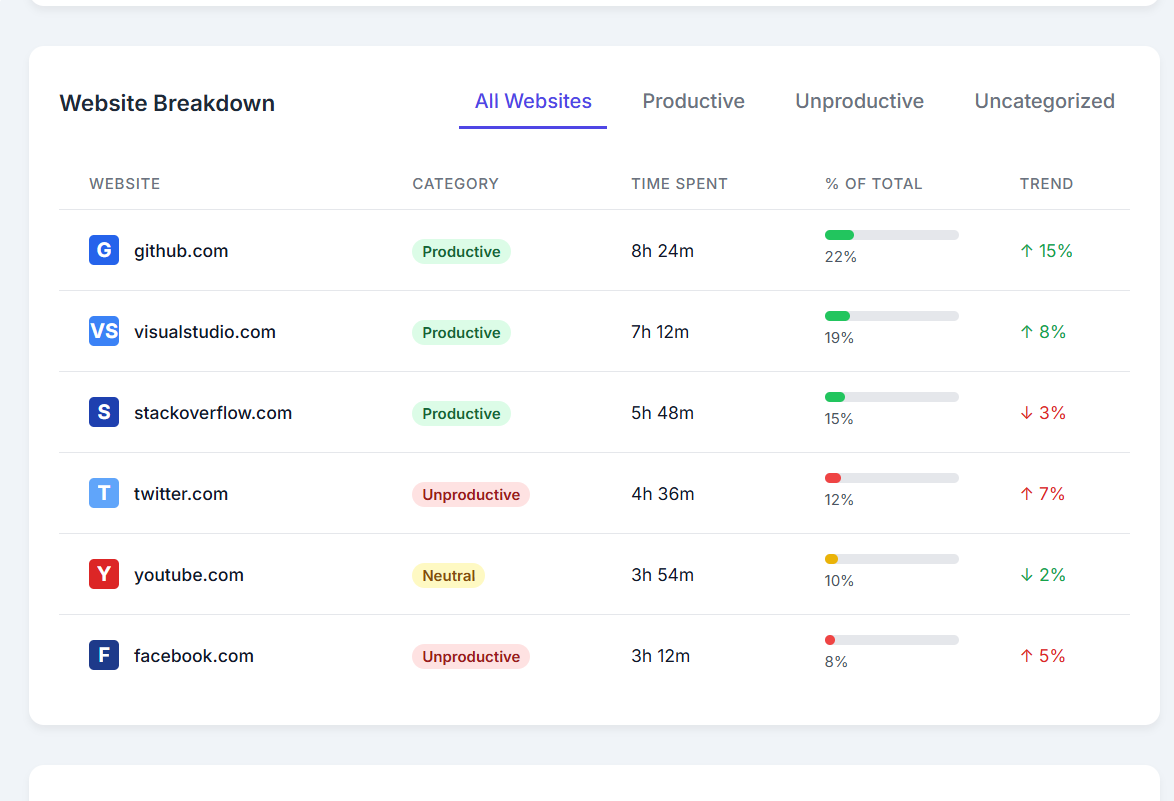 Website Breakdown All Websites Productive Unproductive Uncategorized
WEBSITE CATEGORY TIME SPENT % OF TOTAL TREND
G github.com Productive 8h 24m 22% ↑ 15%
VS visualstudio.com Productive 7h 12m 19% ↑ 8%
S stackoverflow.com Productive 5h 48m 15% ↓ 3%
T twitter.com Unproductive 4h 36m 12% ↑ 7%
Y youtube.com Neutral 3h 54m 10% ↓ 2%
F facebook.com Unproductive 3h 12m 8% ↑ 5%